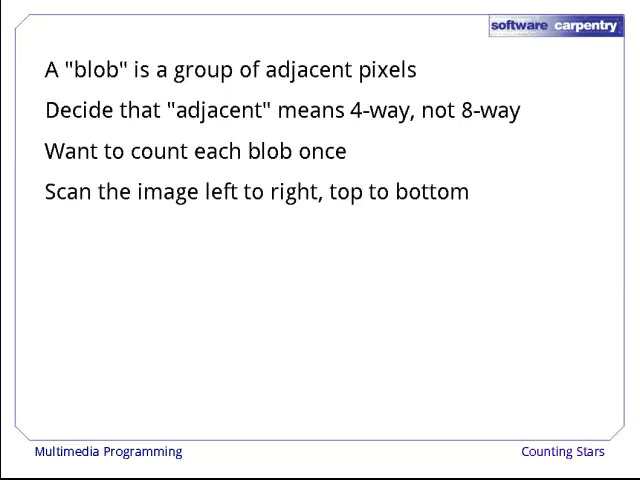 software carpentry
A "blob" is a group of adjacent pixels
Decide that "adjacent" means 4-way, not 8-way
Want to count each blob once
Scan the image left to right, top to bottom
Multimedia Programming
Counting Stars